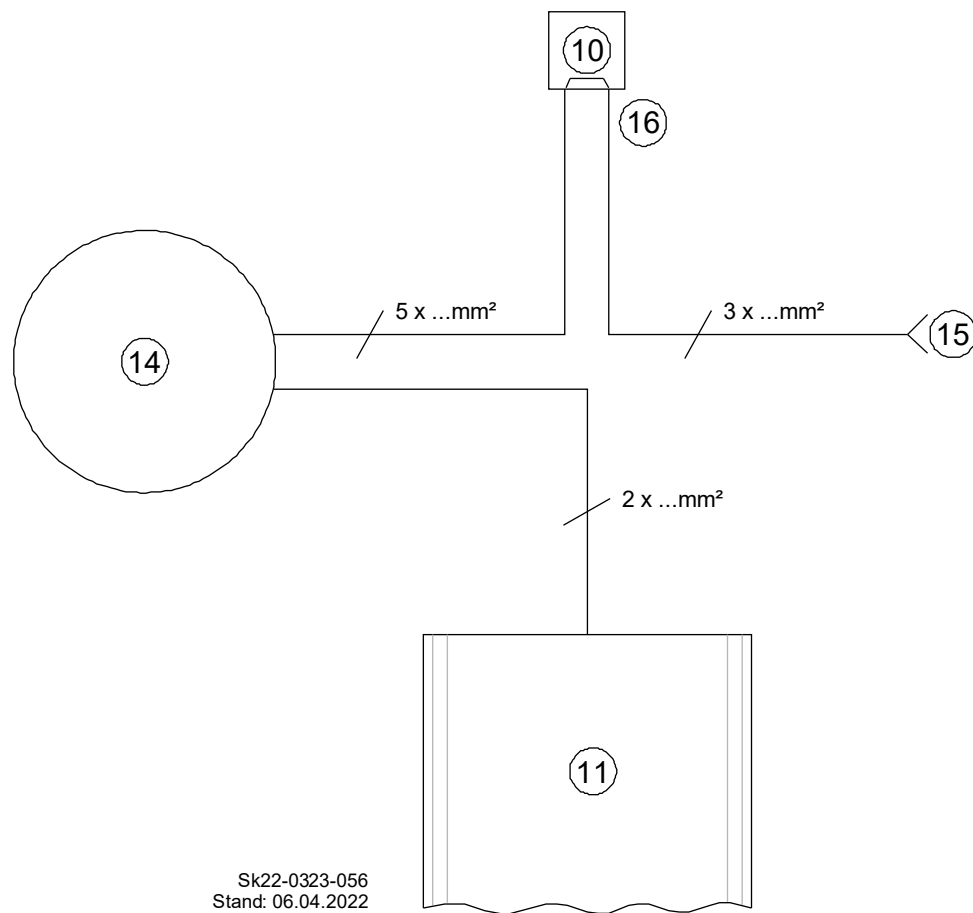 10
16
5 x ...mm²
3 x ...mm²
15
14
2 x ...mm²
11
Sk22-0323-056
Stand: 06.04.2022